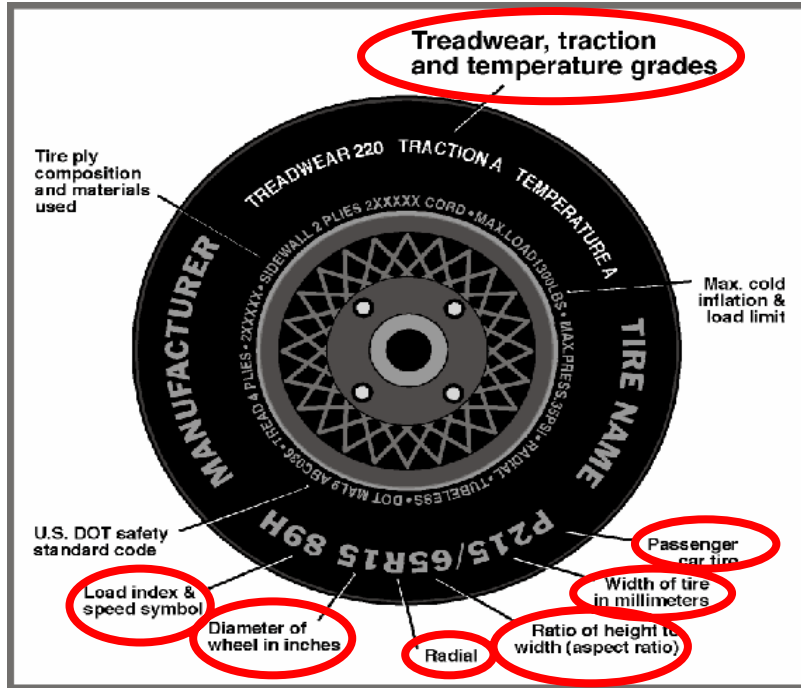 Treadwear, traction
and temperature grades
Tire ply
composition
and materials
used
TREADWEAR 220 TRACTION A TEMPERATURE A
SIDEWALL 2 PLIES 2XXXXX CORD • MAX.LOAD1300LBS • MAX.PRESS.35PSI • RADIAL • TUBELESS • DOT MAL9 ABC036 • TREAD 4 PLIES • 2XXXXX •
MANUFACTURER
TIRE NAME
Max. cold
inflation &
load limit
U.S. DOT safety
standard code
P215/65R15 89H
Passenger
car tire
Load index &
speed symbol
Width of tire
in millimeters
Diameter of
wheel in inches
Radial
Ratio of height to
width (aspect ratio)